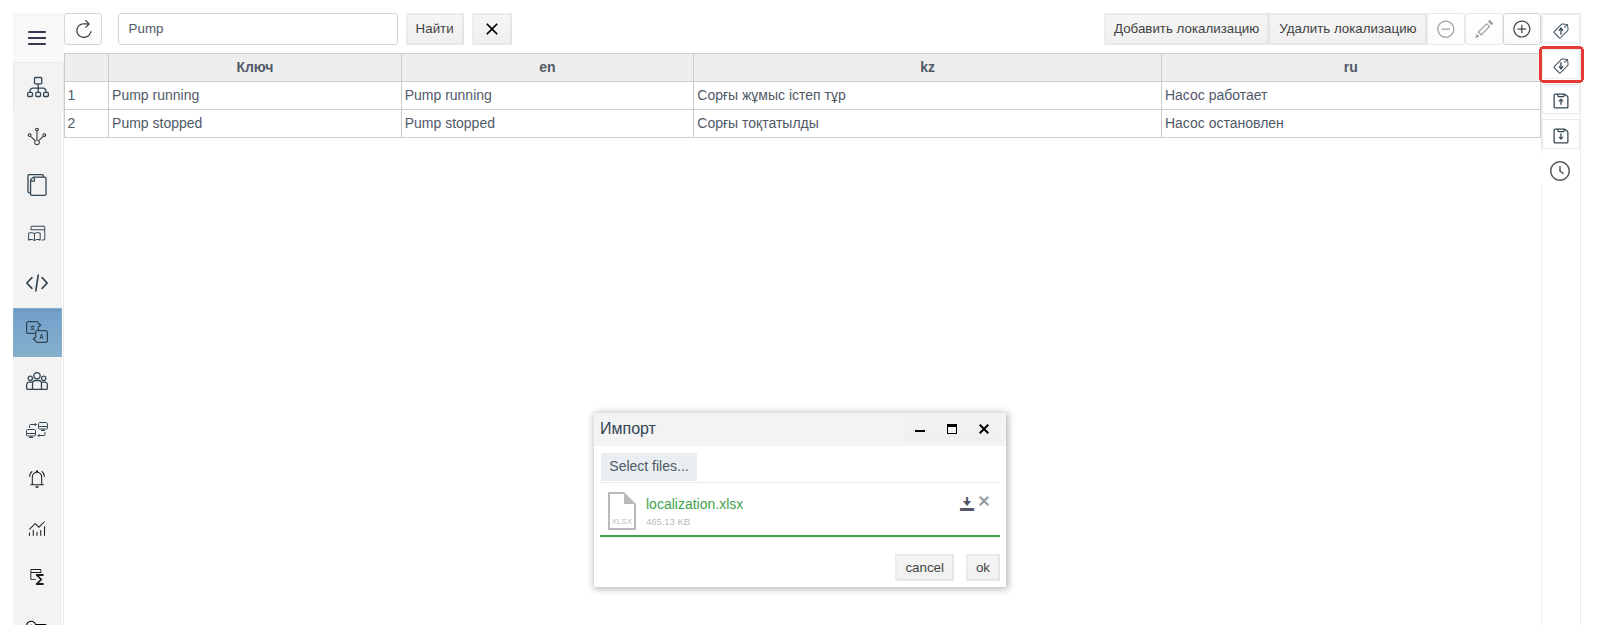 Pump Найти Добавить локализацию Удалить локализацию
Ключ en kz ru
1 Pump running Pump running Сорғы жұмыс істеп тұр Насос работает
2 Pump stopped Pump stopped Сорғы тоқтатылды Насос остановлен
Импорт
Select files...
localization.xlsx
XLSX 465.13 KB
cancel ok